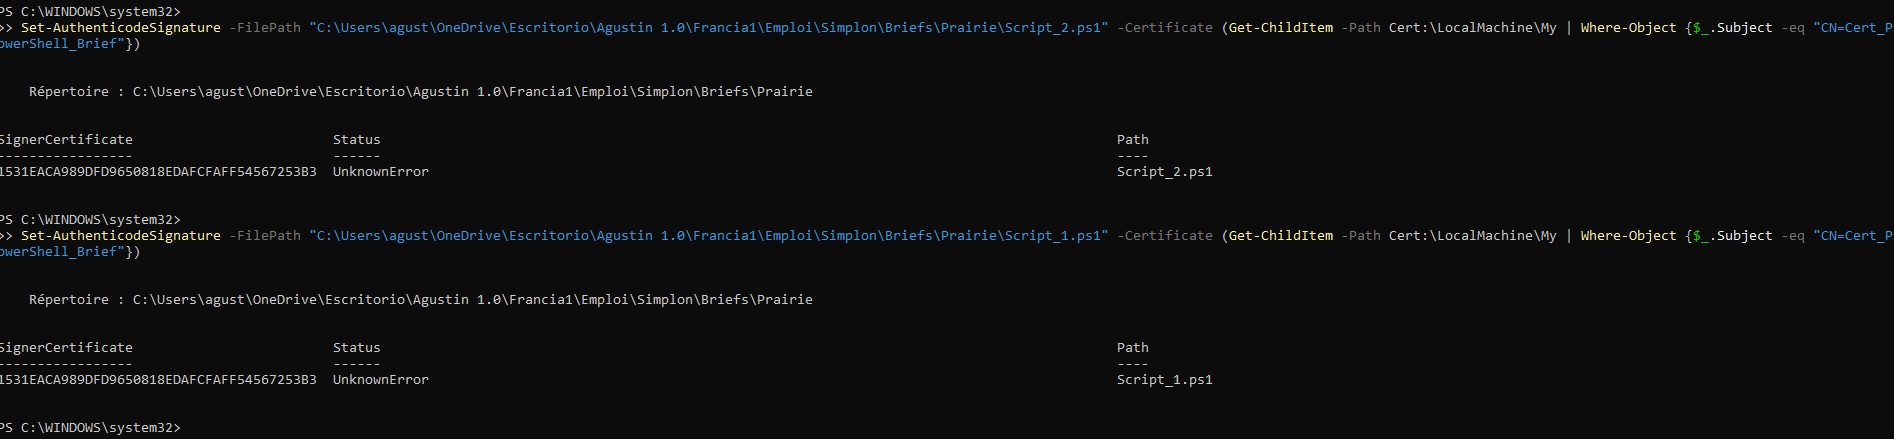 PS C:\WINDOWS\system32>
>> Set-AuthenticodeSignature -FilePath "C:\Users\agust\OneDrive\Escritorio\Agustin 1.0\Francia1\Emploi\Simplon\Briefs\Prairie\Script_2.ps1" -Certificate (Get-ChildItem -Path Cert:\LocalMachine\My | Where-Object {$_.Subject -eq "CN=Cert_P
owerShell_Brief"})
Répertoire : C:\Users\agust\OneDrive\Escritorio\Agustin 1.0\Francia1\Emploi\Simplon\Briefs\Prairie
SignerCertificate Status Path
----------------- ------ ----
1531EACA989DFD9650818EDAFCFAFF54567253B3 UnknownError Script_2.ps1
PS C:\WINDOWS\system32>
>> Set-AuthenticodeSignature -FilePath "C:\Users\agust\OneDrive\Escritorio\Agustin 1.0\Francia1\Emploi\Simplon\Briefs\Prairie\Script_1.ps1" -Certificate (Get-ChildItem -Path Cert:\LocalMachine\My | Where-Object {$_.Subject -eq "CN=Cert_P
owerShell_Brief"})
Répertoire : C:\Users\agust\OneDrive\Escritorio\Agustin 1.0\Francia1\Emploi\Simplon\Briefs\Prairie
SignerCertificate Status Path
----------------- ------ ----
1531EACA989DFD9650818EDAFCFAFF54567253B3 UnknownError Script_1.ps1
PS C:\WINDOWS\system32>